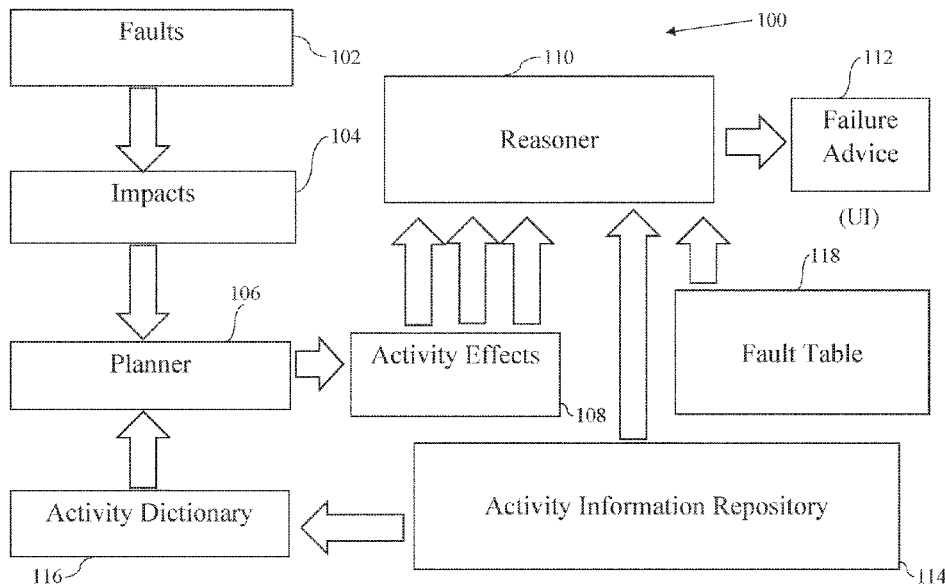 Faults
102
100
110
112
Reasoner
Failure
Advice
(UI)
104
Impacts
118
Fault Table
106
Planner
Activity Effects
108
Activity Dictionary
116
Activity Information Repository
114